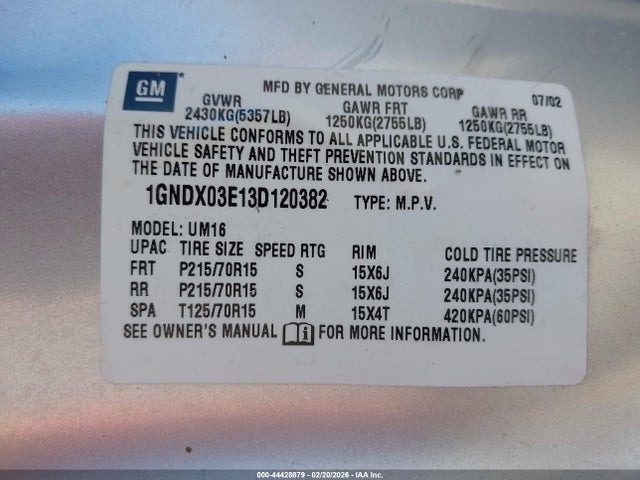 GM
MFD BY GENERAL MOTORS CORP 07/02
GVWR GAWR FRT GAWR RR
2430KG(5357LB) 1250KG(2755LB) 1250KG(2755LB)
THIS VEHICLE CONFORMS TO ALL APPLICABLE U.S. FEDERAL MOTOR
VEHICLE SAFETY AND THEFT PREVENTION STANDARDS IN EFFECT ON
THE DATE OF MANUFACTURE SHOWN ABOVE.
1GNDX03E13D120382 TYPE: M.P.V.
MODEL: UM16
UPAC TIRE SIZE SPEED RTG RIM COLD TIRE PRESSURE
FRT P215/70R15 S 15X6J 240KPA(35PSI)
RR P215/70R15 S 15X6J 240KPA(35PSI)
SPA T125/70R15 M 15X4T 420KPA(60PSI)
SEE OWNER'S MANUAL FOR MORE INFORMATION.
000-44428879 - 02/20/2026 - IAA Inc.